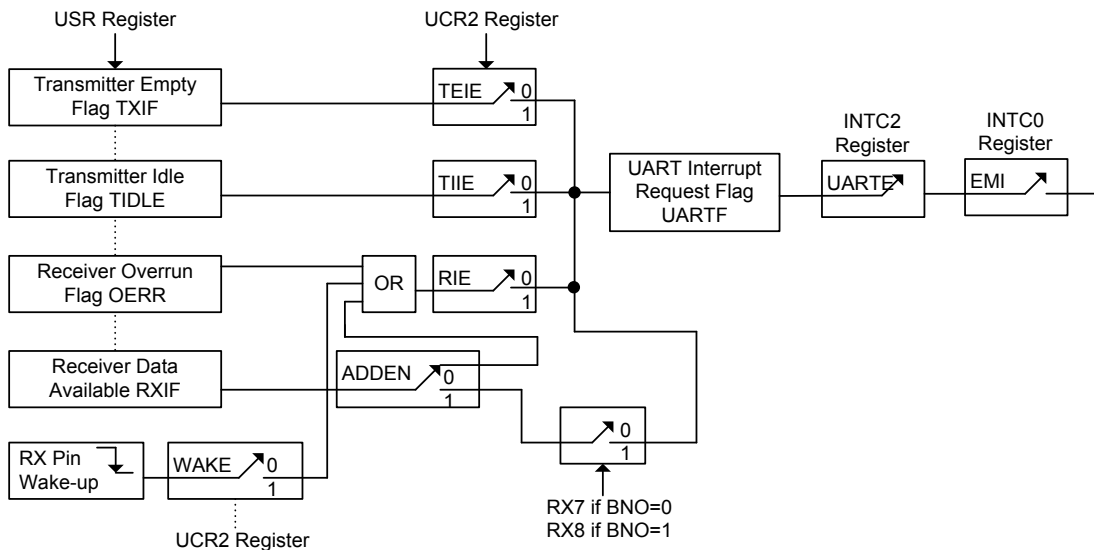 USR Register
UCR2 Register
Transmitter Empty
Flag TXIF
TEIE
0
1
INTC2
Register
INTC0
Register
Transmitter Idle
Flag TIDLE
TIIE
0
1
UART Interrupt
Request Flag
UARTF
UARTE
EMI
Receiver Overrun
Flag OERR
OR
RIE
0
1
Receiver Data
Available RXIF
ADDEN
0
1
0
1
RX Pin
Wake-up
WAKE
0
1
RX7 if BNO=0
RX8 if BNO=1
UCR2 Register